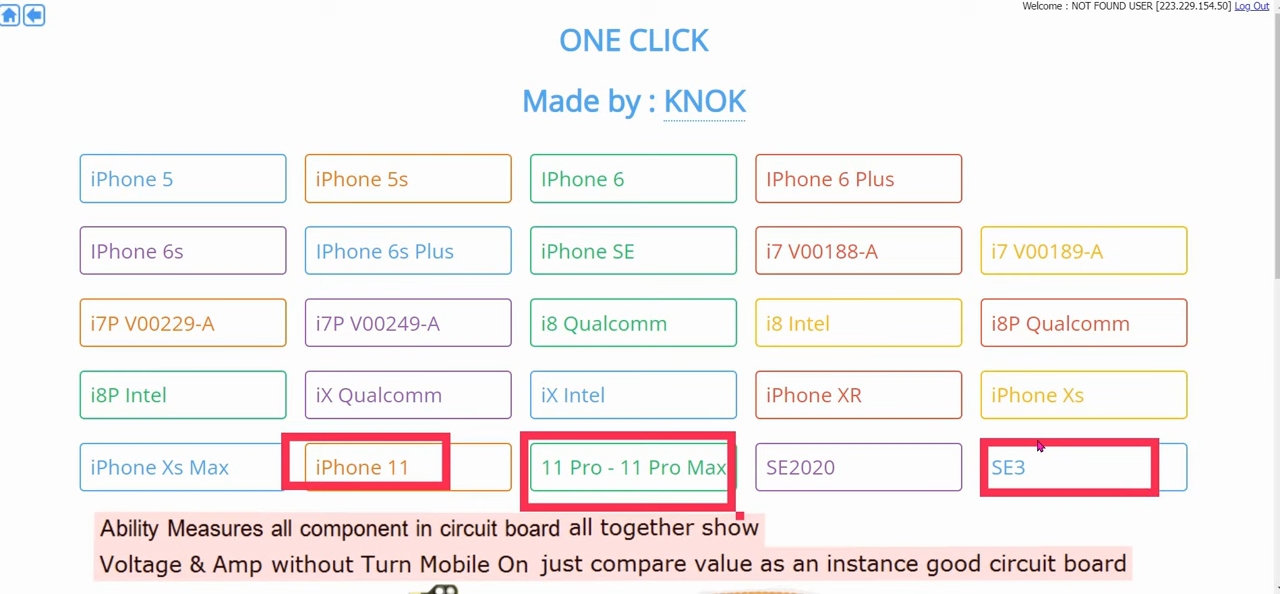 Welcome : NOT FOUND USER [223.229.154.50] Log Out
ONE CLICK
Made by : KNOK
iPhone 5 iPhone 5s IPhone 6 IPhone 6 Plus
IPhone 6s IPhone 6s Plus iPhone SE i7 V00188-A i7 V00189-A
i7P V00229-A i7P V00249-A i8 Qualcomm i8 Intel i8P Qualcomm
i8P Intel iX Qualcomm iX Intel iPhone XR iPhone Xs
iPhone Xs Max iPhone 11 11 Pro - 11 Pro Max SE2020 SE3
Ability Measures all component in circuit board all together show
Voltage & Amp without Turn Mobile On just compare value as an instance good circuit board